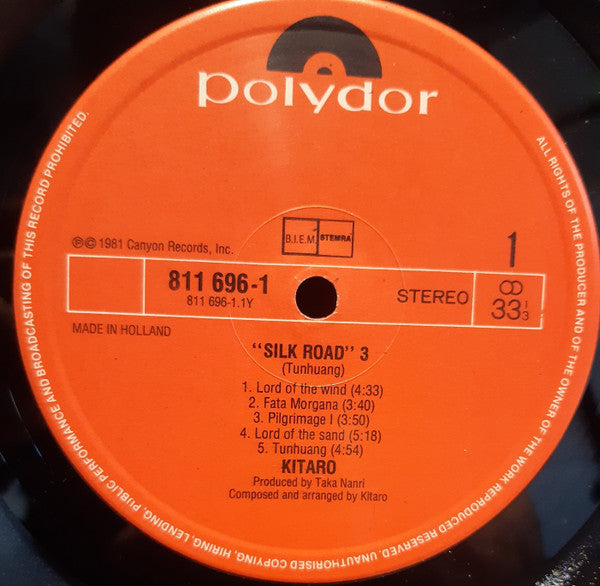 polydor
ALL RIGHTS OF THE PRODUCER AND OF THE OWNER OF THE WORK REPRODUCED RESERVED. UNAUTHORISED COPYING, HIRING, LENDING, PUBLIC PERFORMANCE AND BROADCASTING OF THIS RECORD PROHIBITED.
B.I.E.M. STEMRA
℗© 1981 Canyon Records, Inc.
1
811 696-1
811 696-1.1Y
STEREO
33 1/3
MADE IN HOLLAND
"SILK ROAD" 3
(Tunhuang)
1. Lord of the wind (4:33)
2. Fata Morgana (3:40)
3. Pilgrimage I (3:50)
4. Lord of the sand (5:18)
5. Tunhuang (4:54)
KITARO
Produced by Taka Nanri
Composed and arranged by Kitaro